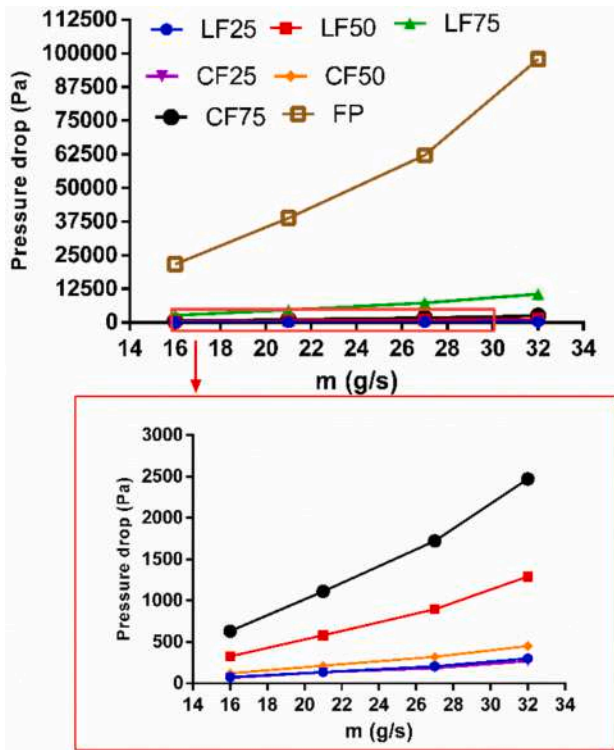 LF25 LF50 LF75
CF25 CF50
CF75 FP
Pressure drop (Pa)
112500
100000
87500
75000
62500
50000
37500
25000
12500
0
14 16 18 20 22 24 26 28 30 32 34
m (g/s)
Pressure drop (Pa)
3000
2500
2000
1500
1000
500
0
14 16 18 20 22 24 26 28 30 32 34
m (g/s)